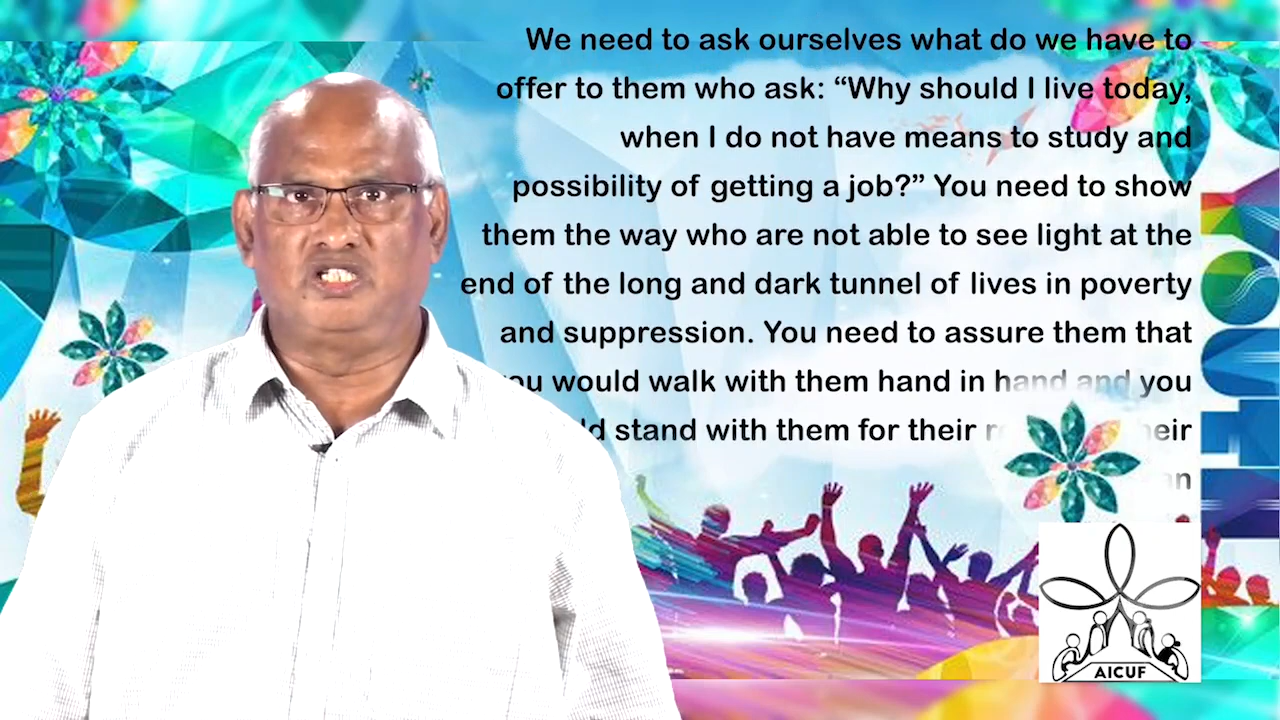 We need to ask ourselves what do we have to
offer to them who ask: “Why should I live today,
when I do not have means to study and
possibility of getting a job?” You need to show
them the way who are not able to see light at the
end of the long and dark tunnel of lives in poverty
and suppression. You need to assure them that
you would walk with them hand in hand and you
stand with them for their
YOUTH
AICUF